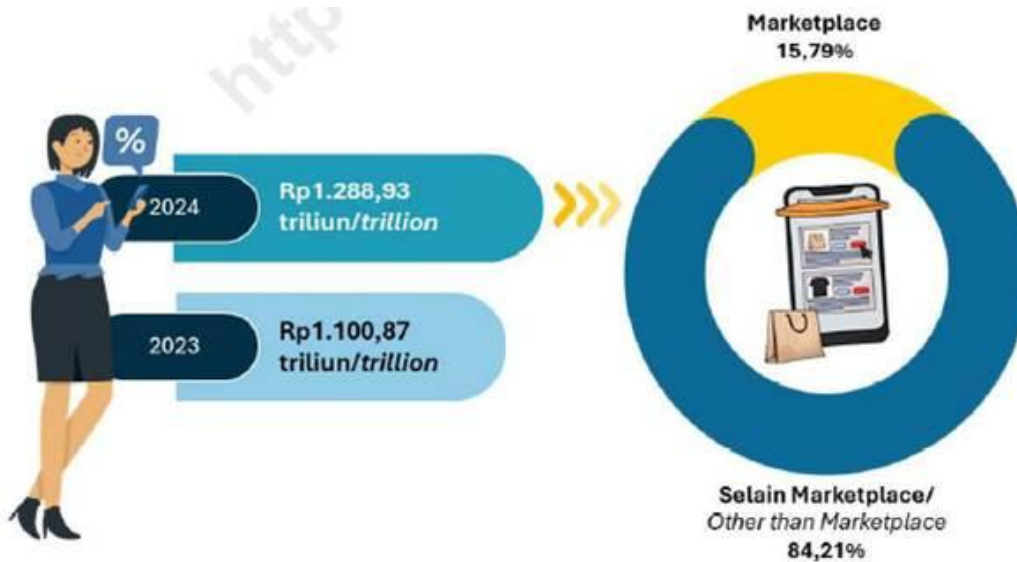 http
Marketplace
15,79%
%
2024
Rp1.288,93
triliun/trillion
2023
Rp1.100,87
triliun/trillion
Selain Marketplace/
Other than Marketplace
84,21%